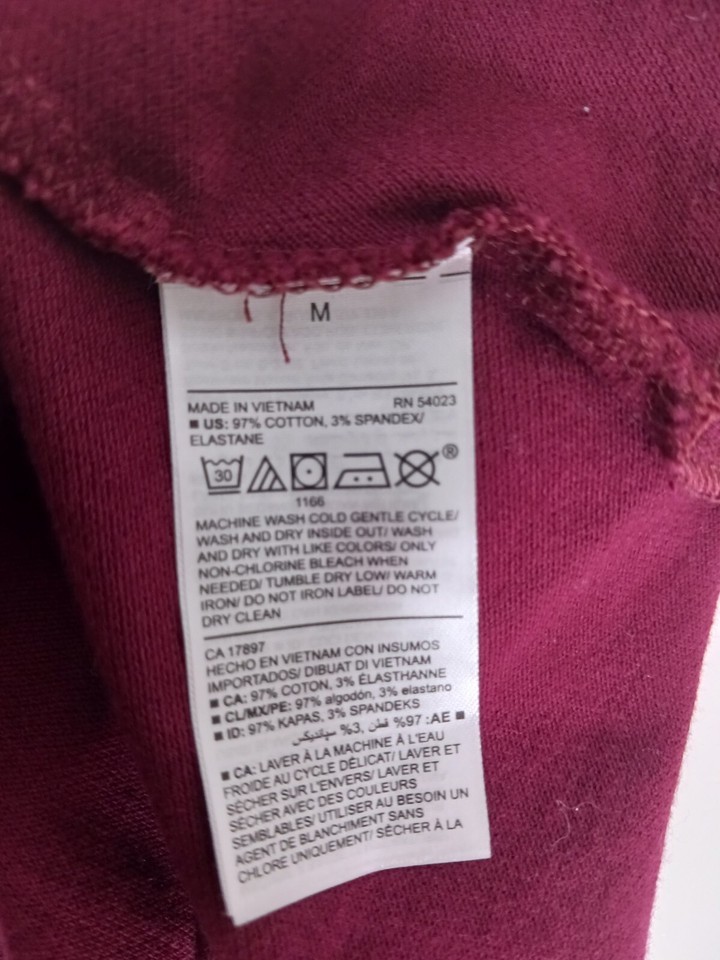 M
MADE IN VIETNAM RN 54023
■ US: 97% COTTON, 3% SPANDEX/
ELASTANE
30 ®
1166
MACHINE WASH COLD GENTLE CYCLE/
WASH AND DRY INSIDE OUT/ WASH
AND DRY WITH LIKE COLORS/ ONLY
NON-CHLORINE BLEACH WHEN
NEEDED/ TUMBLE DRY LOW/ WARM
IRON/ DO NOT IRON LABEL/ DO NOT
DRY CLEAN
CA 17897
HECHO EN VIETNAM CON INSUMOS
IMPORTADOS/ DIBUAT DI VIETNAM
■ CA: 97% COTON, 3% ÉLASTHANNE
■ CL/MX/PE: 97% algodón, 3% elastano
■ ID: 97% KAPAS, 3% SPANDEKS
■ AE: 97% قطن, 3% سپانديكس
■ CA: LAVER À LA MACHINE À L'EAU
FROIDE AU CYCLE DÉLICAT/ LAVER ET
SÉCHER SUR L'ENVERS/ LAVER ET
SÉCHER AVEC DES COULEURS
SEMBLABLES/ UTILISER AU BESOIN UN
AGENT DE BLANCHIMENT SANS
CHLORE UNIQUEMENT/ SÉCHER À LA